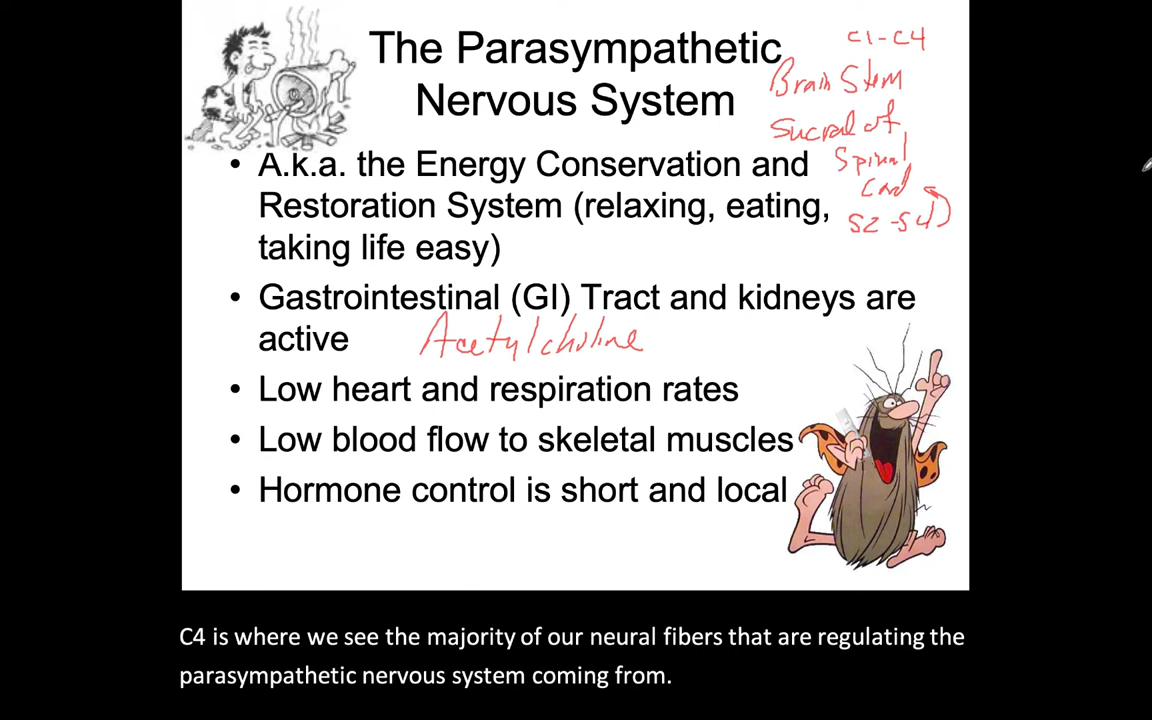 The Parasympathetic
Nervous System
C1-C4
Brain Stem
Sucral of
Spinal
Cord
S2-S4
• A.k.a. the Energy Conservation and
Restoration System (relaxing, eating,
taking life easy)
• Gastrointestinal (GI) Tract and kidneys are
active
Acetylcholine
• Low heart and respiration rates
• Low blood flow to skeletal muscles
• Hormone control is short and local
C4 is where we see the majority of our neural fibers that are regulating the
parasympathetic nervous system coming from.